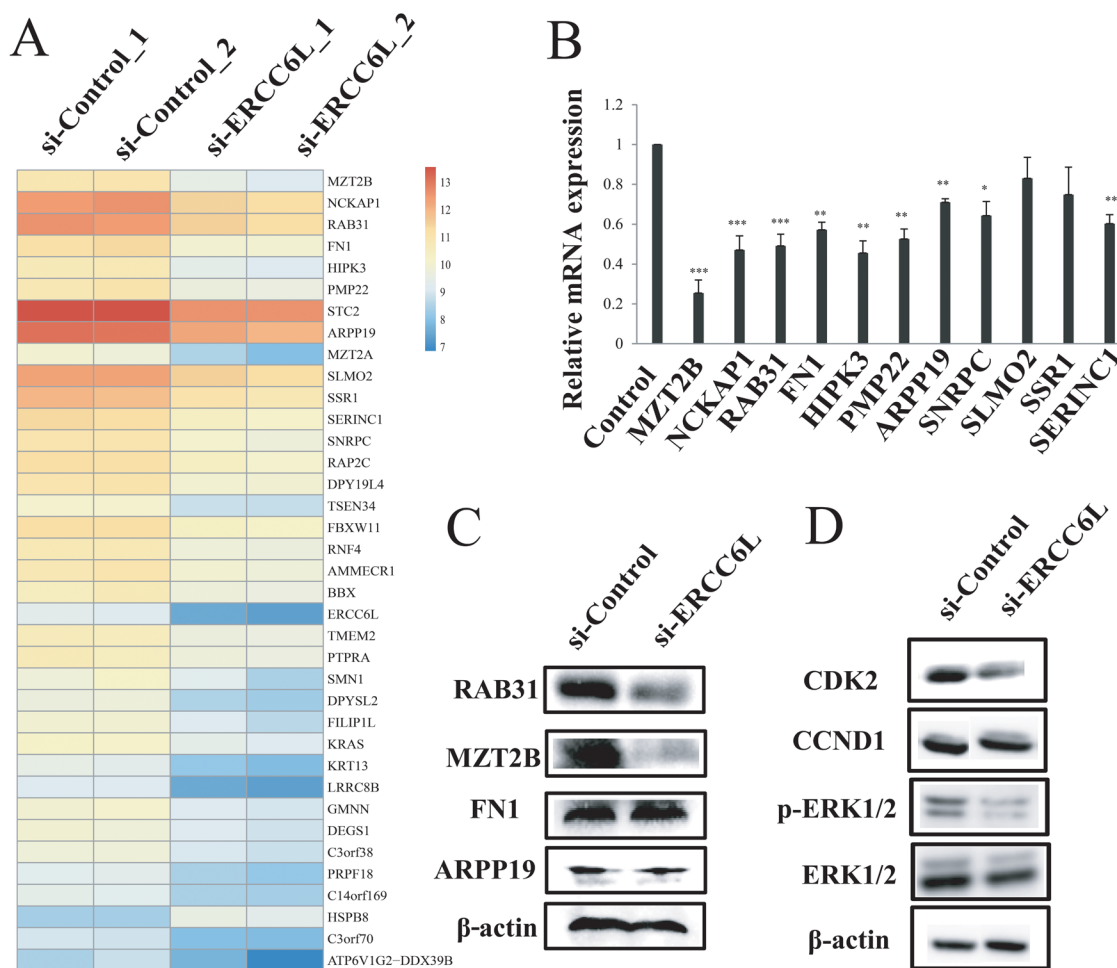 A
si-Control_1
si-Control_2
si-ERCC6L_1
si-ERCC6L_2
MZT2B
NCKAP1
RAB31
FN1
HIPK3
PMP22
STC2
ARPP19
MZT2A
SLMO2
SSR1
SERINC1
SNRPC
RAP2C
DPY19L4
TSEN34
FBXW11
RNF4
AMMECR1
BBX
ERCC6L
TMEM2
PTPRA
SMN1
DPYSL2
FILIP1L
KRAS
KRT13
LRRC8B
GMNN
DEGS1
C3orf38
PRPF18
C14orf169
HSPB8
C3orf70
ATP6V1G2−DDX39B
13
12
11
10
9
8
7
B
Relative mRNA expression
1.2
1
0.8
0.6
0.4
0.2
0
***
***
***
**
**
**
**
*
**
Control
MZT2B
NCKAP1
RAB31
FN1
HIPK3
PMP22
ARPP19
SNRPC
SLMO2
SSR1
SERINC1
C
si-Control
si-ERCC6L
RAB31
MZT2B
FN1
ARPP19
β-actin
D
si-Control
si-ERCC6L
CDK2
CCND1
p-ERK1/2
ERK1/2
β-actin